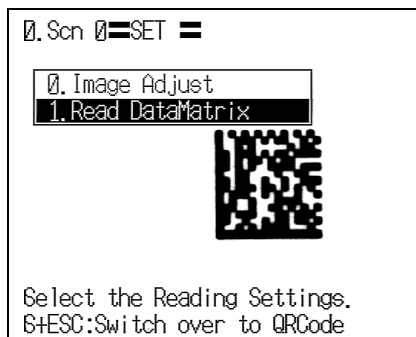 0.Scn 0〓SET 〓
0.Image Adjust
1.Read DataMatrix
Select the Reading Settings.
S+ESC:Switch over to QRCode